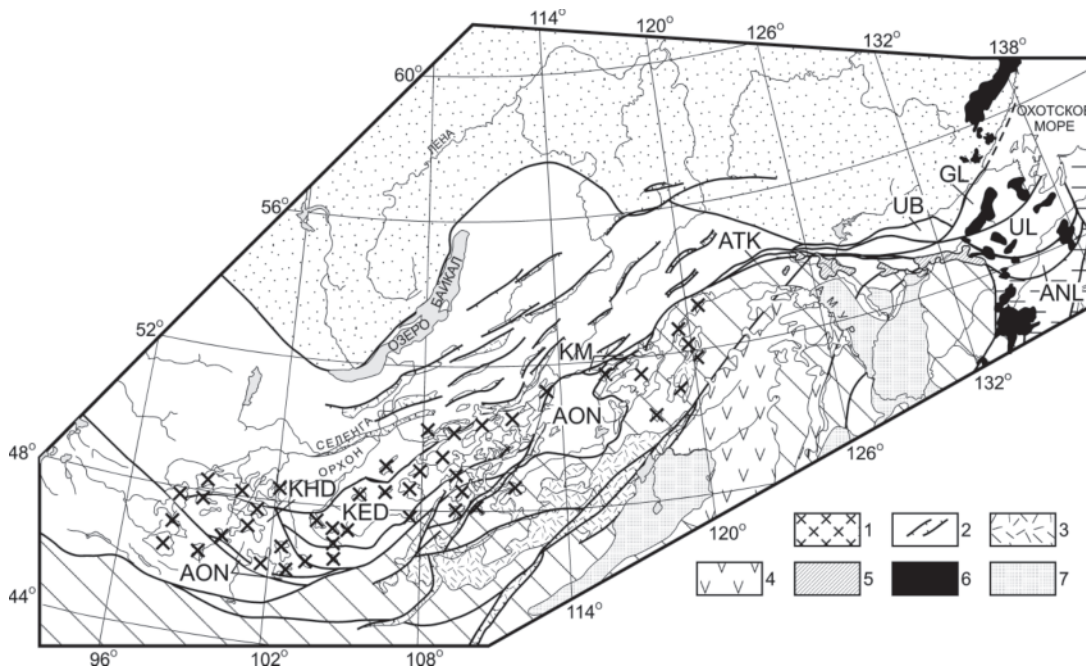 114°
120°
126°
132°
138°
60°
ОХОТСКОЕ
МОРЕ
ЛЕНА
GL
56°
UB
UL
ATK
ANL
ОЗЕРО БАЙКАЛ
АМУР
52°
KM
132°
AON
СЕЛЕНГА
126°
48°
ОРХОН
KHD
KED
1
2
3
120°
AON
4
5
6
7
44°
114°
96°
102°
108°